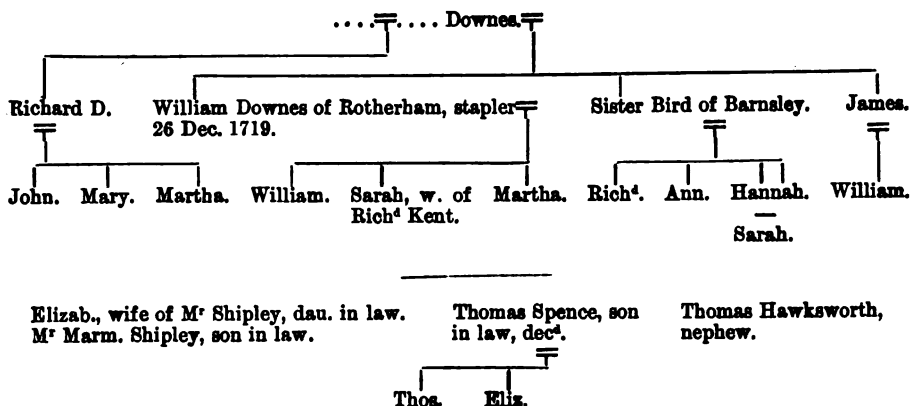 . . . . . . . . Downes.
Richard D. William Downes of Rotherham, stapler Sister Bird of Barnsley. James.
26 Dec. 1719.
John. Mary. Martha. William. Sarah, w. of Martha. Richᵈ. Ann. Hannah. William.
Richᵈ Kent.
Sarah.
Elizab., wife of Mʳ Shipley, dau. in law. Thomas Spence, son Thomas Hawksworth,
Mʳ Marm. Shipley, son in law. in law, decᵈ. nephew.
Thos. Eliz.